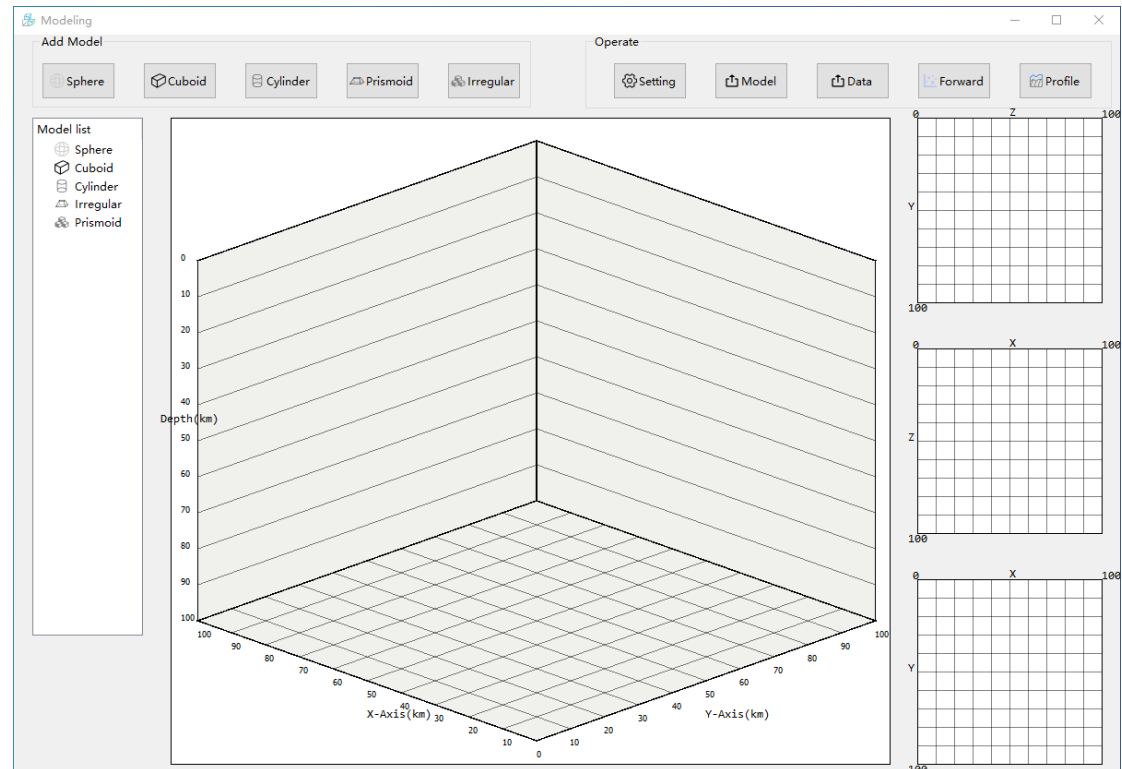 Modeling
Add Model
Operate
Sphere
Cuboid
Cylinder
Prismoid
Irregular
Setting
Model
Data
Forward
Profile
Model list
Sphere
Cuboid
Cylinder
Irregular
Prismoid
0
10
20
30
40
Depth(km)
50
60
70
80
90
100
100
90
80
70
60
50
40
X-Axis(km)
30
20
10
0
10
20
30
40
Y-Axis(km)
50
60
70
80
90
100
0
Z
100
Y
100
0
X
100
Z
100
0
X
100
Y
100